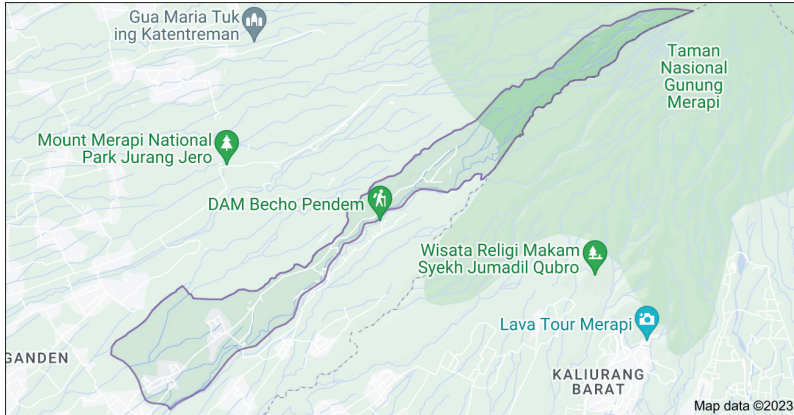 Gua Maria Tuk
ing Katentreman
Taman
Nasional
Gunung
Merapi
Mount Merapi National
Park Jurang Jero
DAM Becho Pendem
Wisata Religi Makam
Syekh Jumadil Qubro
Lava Tour Merapi
GANDEN
KALIURANG
BARAT
Map data ©2023